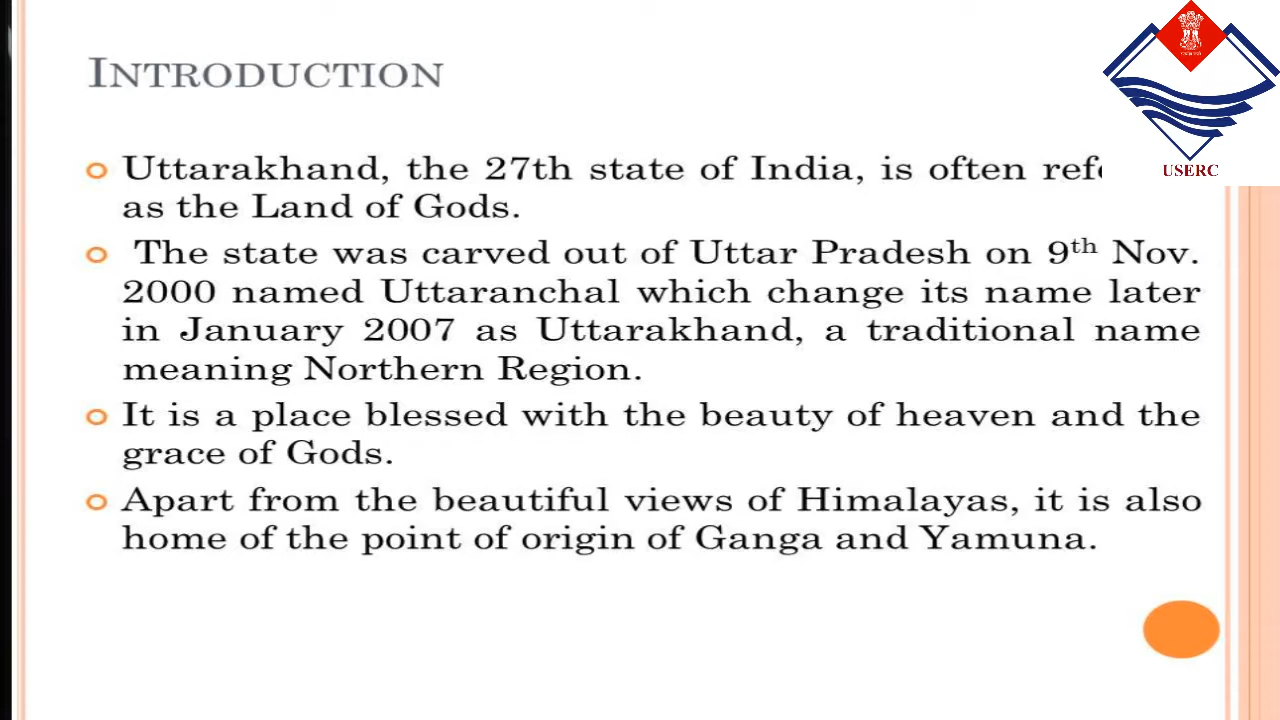 INTRODUCTION
Uttarakhand, the 27th state of India, is often
as the Land of Gods.
The state was carved out of Uttar Pradesh on 9th Nov.
2000 named Uttaranchal which change its name later
in January 2007 as Uttarakhand, a traditional name
meaning Northern Region.
It is a place blessed with the beauty of heaven and the
grace of Gods.
Apart from the beautiful views of Himalayas, it is also
home of the point of origin of Ganga and Yamuna.
USERC